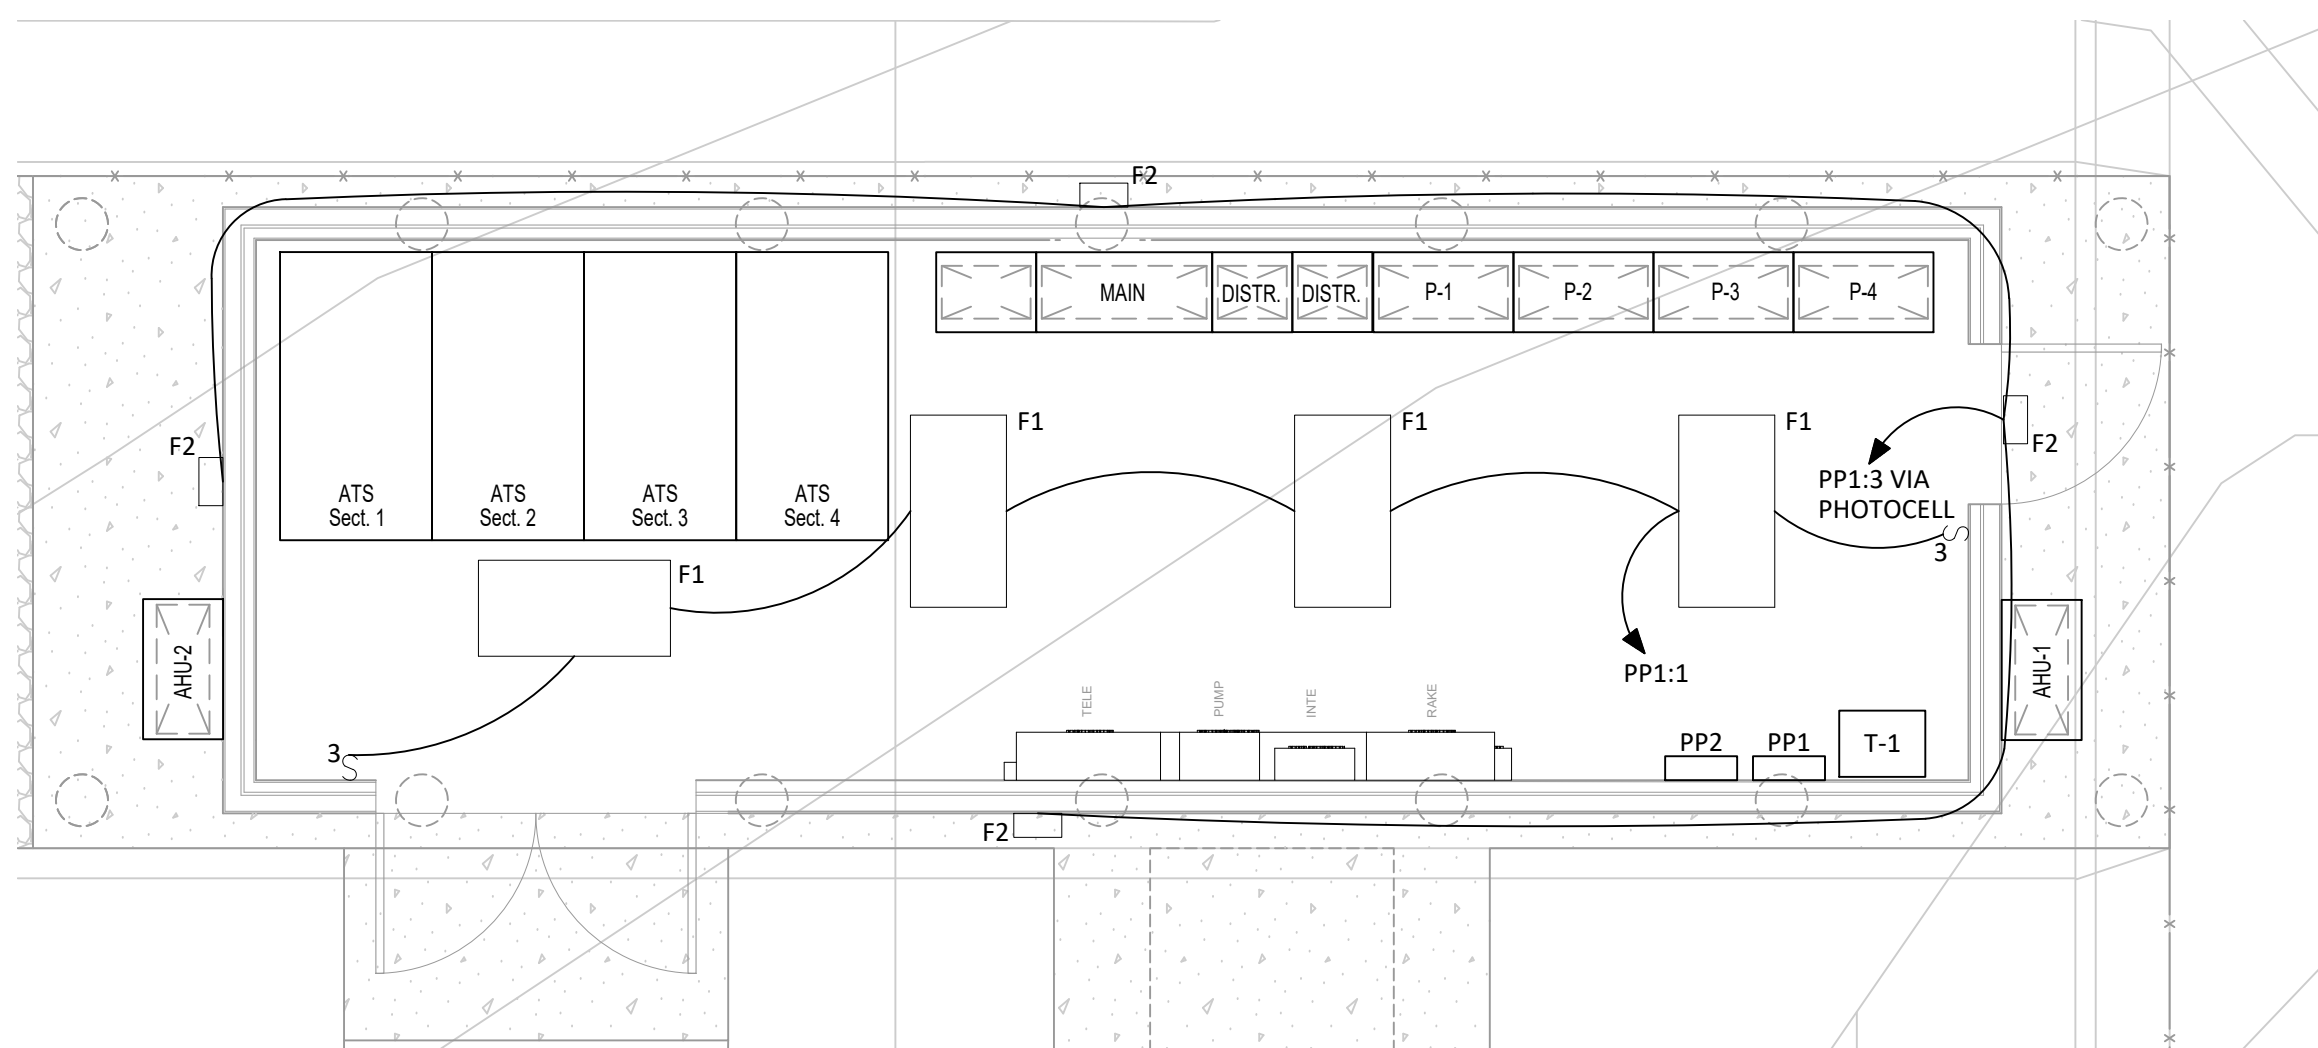 F2
MAIN
DISTR.
DISTR.
P-1
P-2
P-3
P-4
F1
F1
F1
F2
F2
PP1:3 VIA
PHOTOCELL
ATS
Sect. 1
ATS
Sect. 2
ATS
Sect. 3
ATS
Sect. 4
3
S
F1
AHU-2
AHU-1
PP1:1
TELE
PUMP
INTE
RAKE
3
S
PP2
PP1
T-1
F2